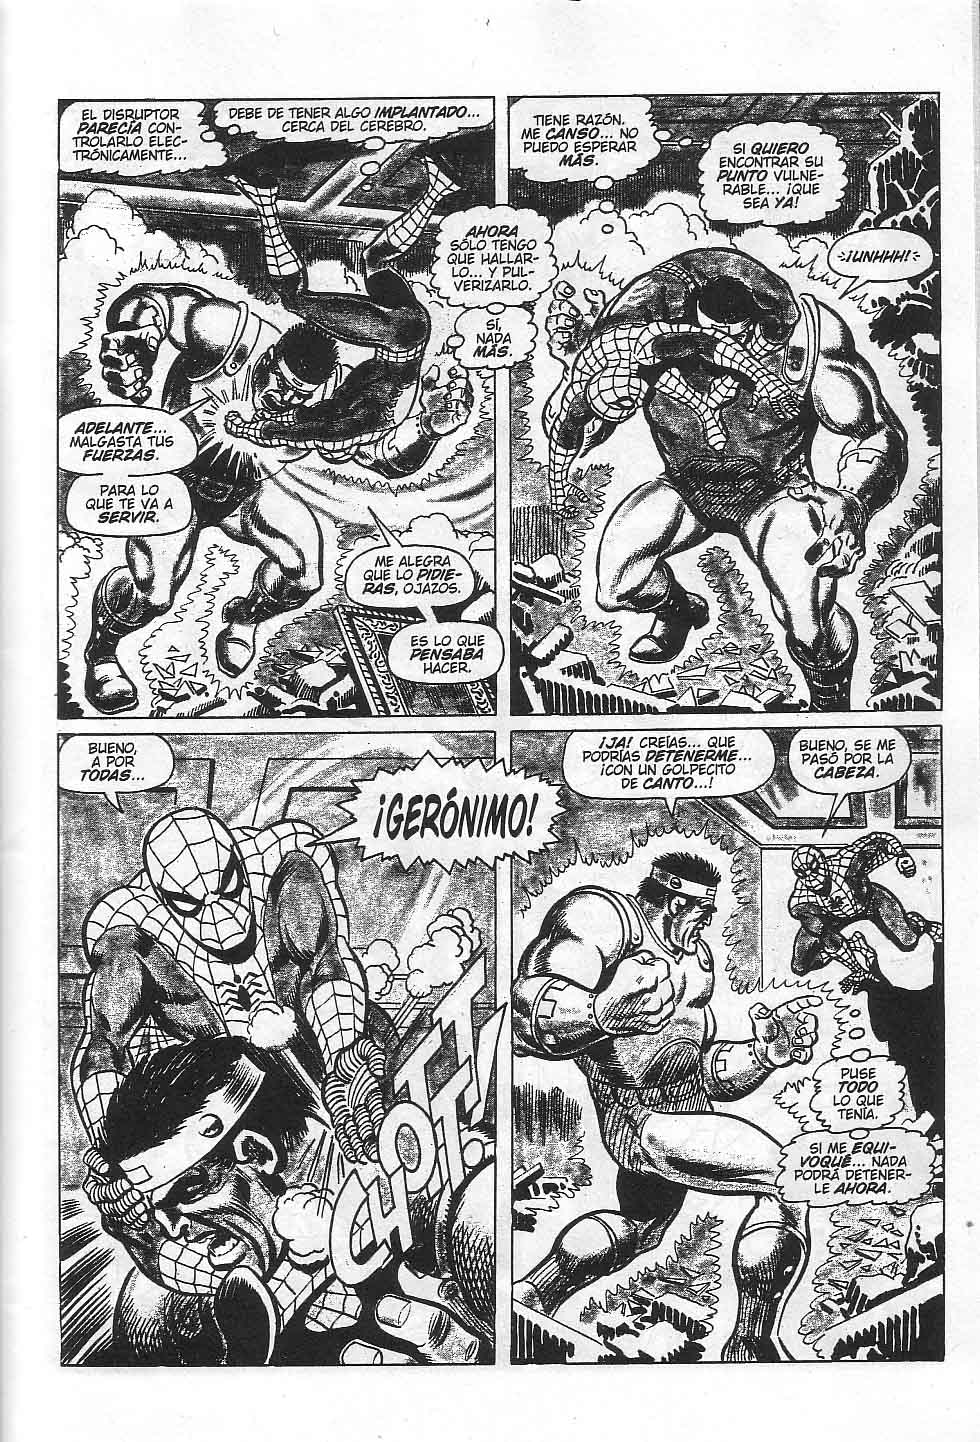 EL DISRUPTOR
PARECÍA CON-
TROLARLO ELEC-
TRÓNICAMENTE...
DEBE DE TENER ALGO IMPLANTADO...
CERCA DEL CEREBRO.
AHORA
SÓLO TENGO
QUE HALLAR-
LO... Y PUL-
VERIZARLO.
SÍ,
NADA
MÁS.
ADELANTE...
MALGASTA TUS
FUERZAS.
PARA LO
QUE TE VA A
SERVIR.
ME ALEGRA
QUE LO PIDIE-
RAS, OJAZOS.
ES LO QUE
PENSABA
HACER.
TIENE RAZÓN.
ME CANSO... NO
PUEDO ESPERAR
MÁS.
SI QUIERO
ENCONTRAR SU
PUNTO VULNE-
RABLE... ¡QUE
SEA YA!
¡UNHHH!
BUENO,
A POR
TODAS...
¡GERÓNIMO!
CHOTT!
¡JA! CREÍAS... QUE
PODRÍAS DETENERME...
¡CON UN GOLPECITO
DE CANTO...!
BUENO, SE ME
PASÓ POR LA
CABEZA.
PUSE
TODO
LO QUE
TENÍA.
SI ME EQUI-
VOQUÉ... NADA
PODRÁ DETENER-
LE AHORA.